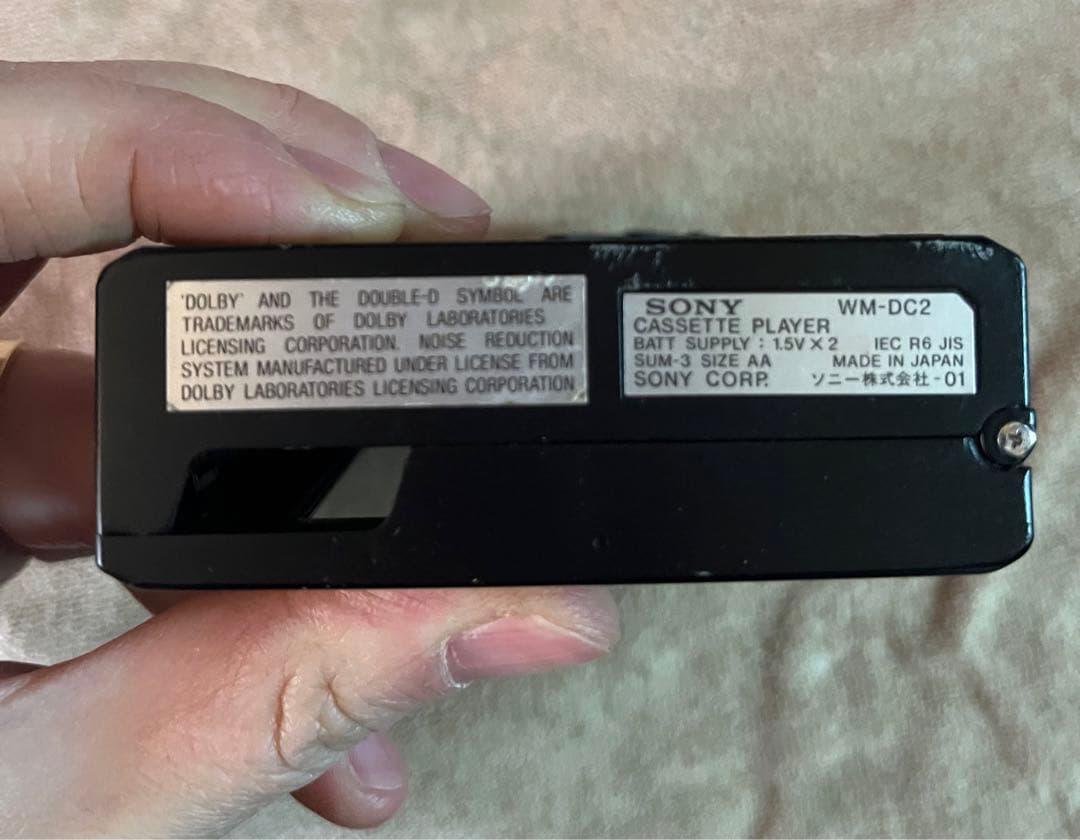 'DOLBY' AND THE DOUBLE-D SYMBOL ARE
TRADEMARKS OF DOLBY LABORATORIES
LICENSING CORPORATION. NOISE REDUCTION
SYSTEM MANUFACTURED UNDER LICENSE FROM
DOLBY LABORATORIES LICENSING CORPORATION
SONY WM-DC2
CASSETTE PLAYER
BATT SUPPLY : 1.5V×2 IEC R6 JIS
SUM-3 SIZE AA MADE IN JAPAN
SONY CORP. ソニー株式会社-01